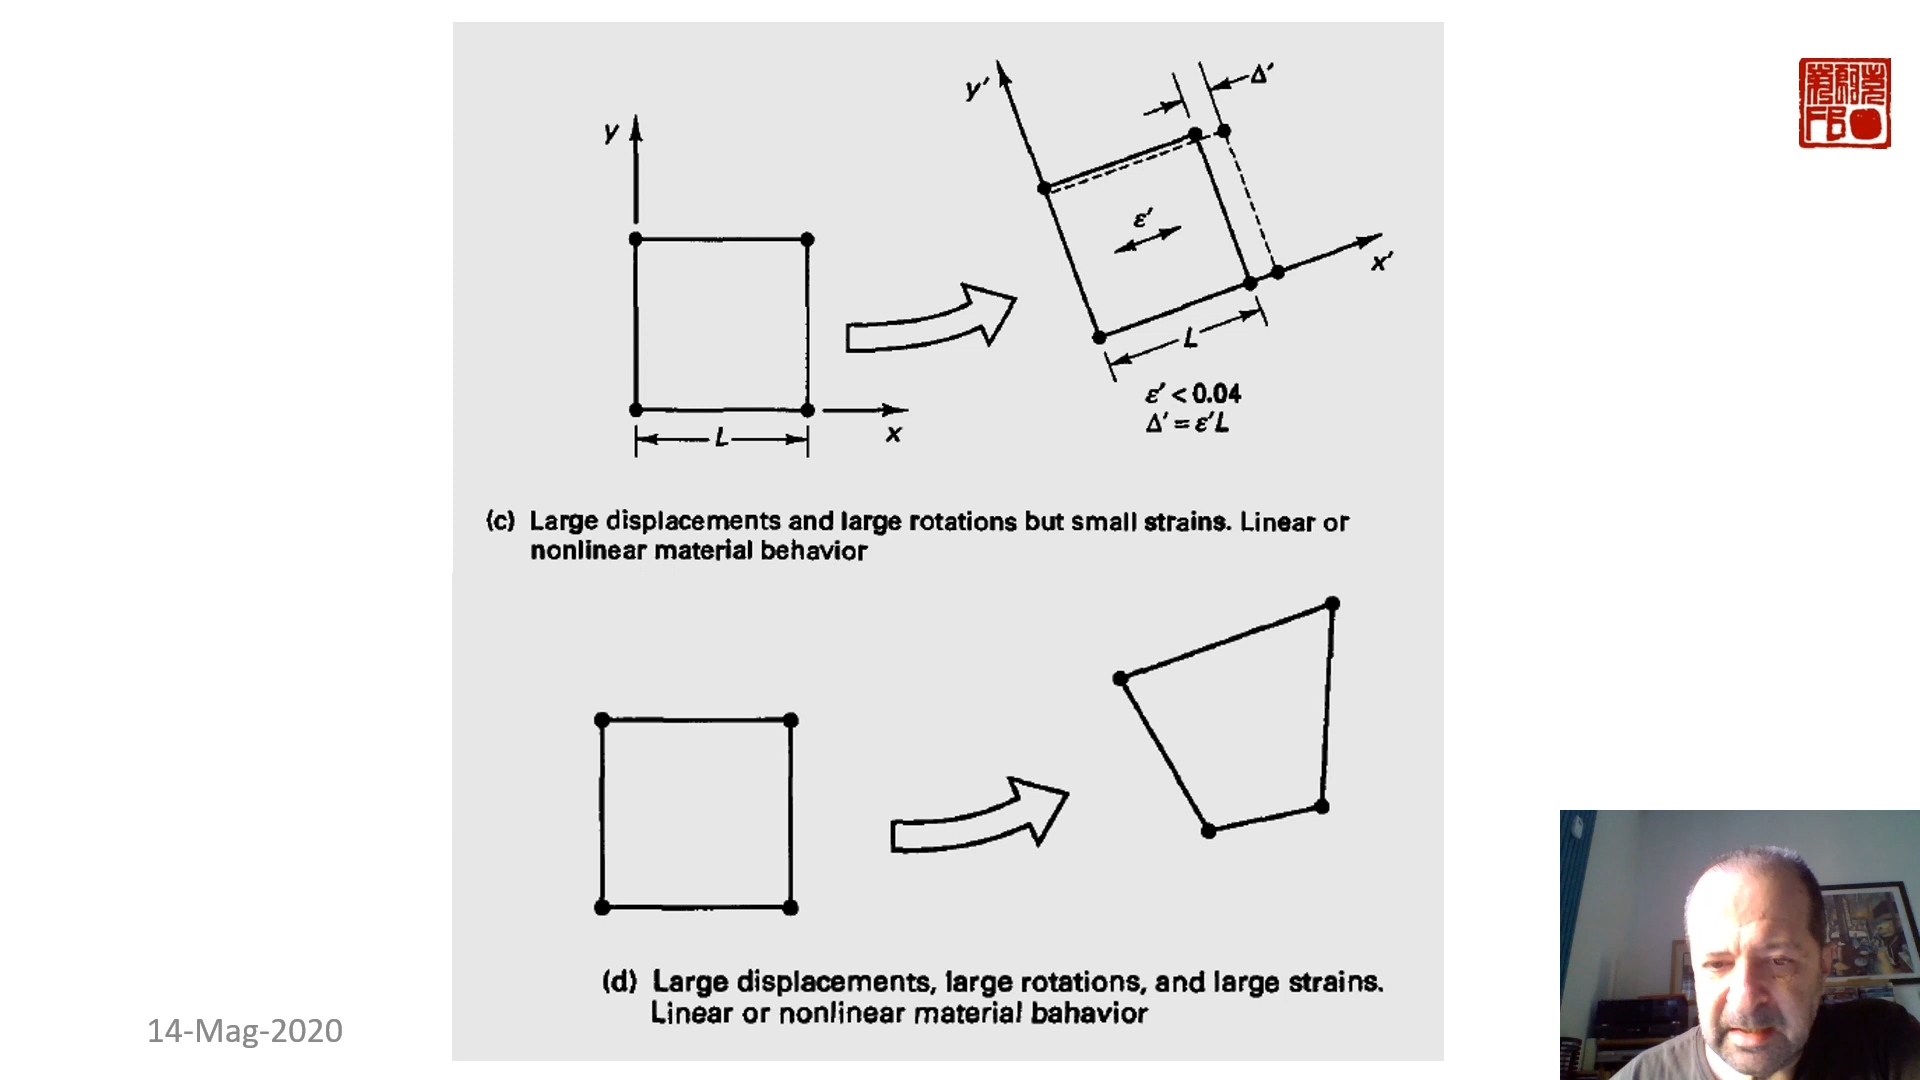 y'
Δ'
y
ε'
x'
L
ε' < 0.04
Δ' = ε'L
L
x
(c) Large displacements and large rotations but small strains. Linear or
nonlinear material behavior
(d) Large displacements, large rotations, and large strains.
Linear or nonlinear material bahavior
14-Mag-2020
FB